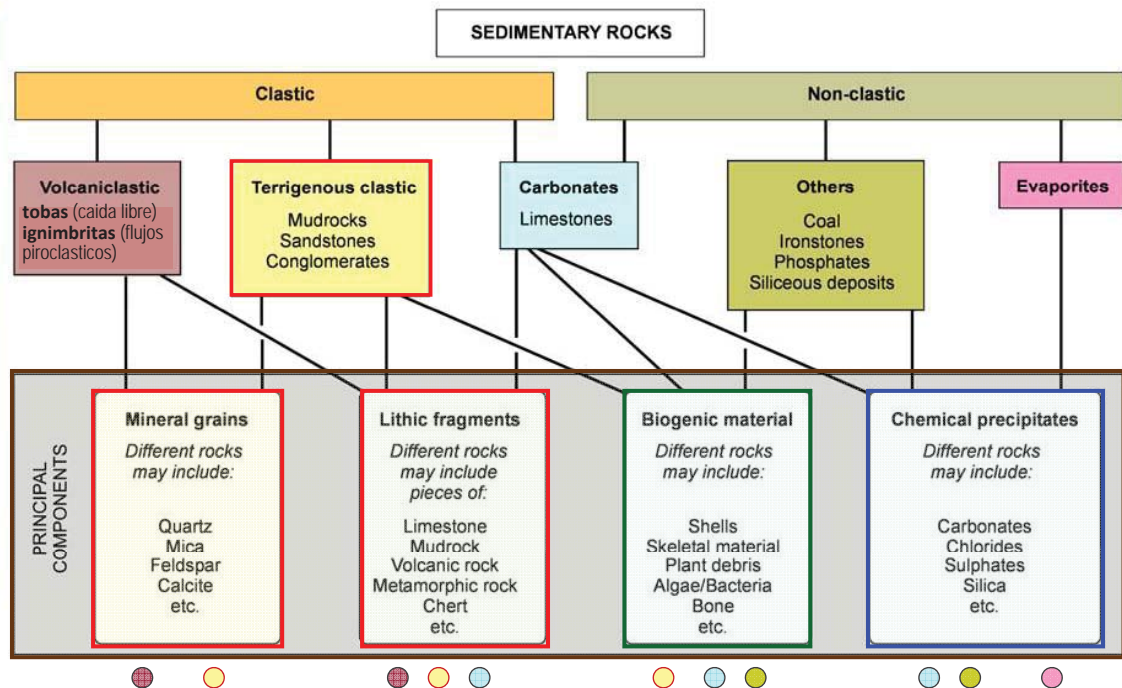 SEDIMENTARY ROCKS
Clastic
Non-clastic
Volcaniclastic
tobas (caida libre)
ignimbritas (flujos
piroclasticos)
Terrigenous clastic
Mudrocks
Sandstones
Conglomerates
Carbonates
Limestones
Others
Coal
Ironstones
Phosphates
Siliceous deposits
Evaporites
PRINCIPAL
COMPONENTS
Mineral grains
Different rocks
may include:
Quartz
Mica
Feldspar
Calcite
etc.
Lithic fragments
Different rocks
may include
pieces of:
Limestone
Mudrock
Volcanic rock
Metamorphic rock
Chert
etc.
Biogenic material
Different rocks
may include:
Shells
Skeletal material
Plant debris
Algae/Bacteria
Bone
etc.
Chemical precipitates
Different rocks
may include:
Carbonates
Chlorides
Sulphates
Silica
etc.